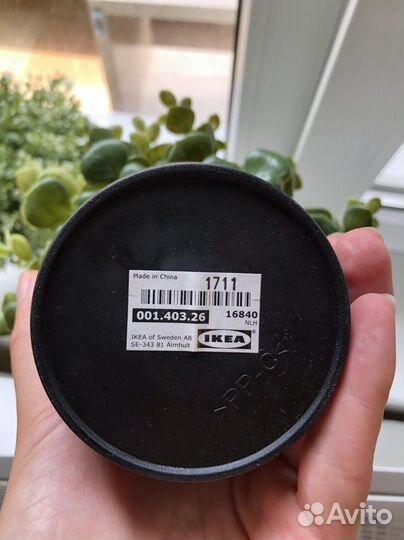 Made in China
1711
001.403.26
16840
NLH
IKEA of Sweden AB
SE-343 81 Älmhult
IKEA®
>PP-C
Avito